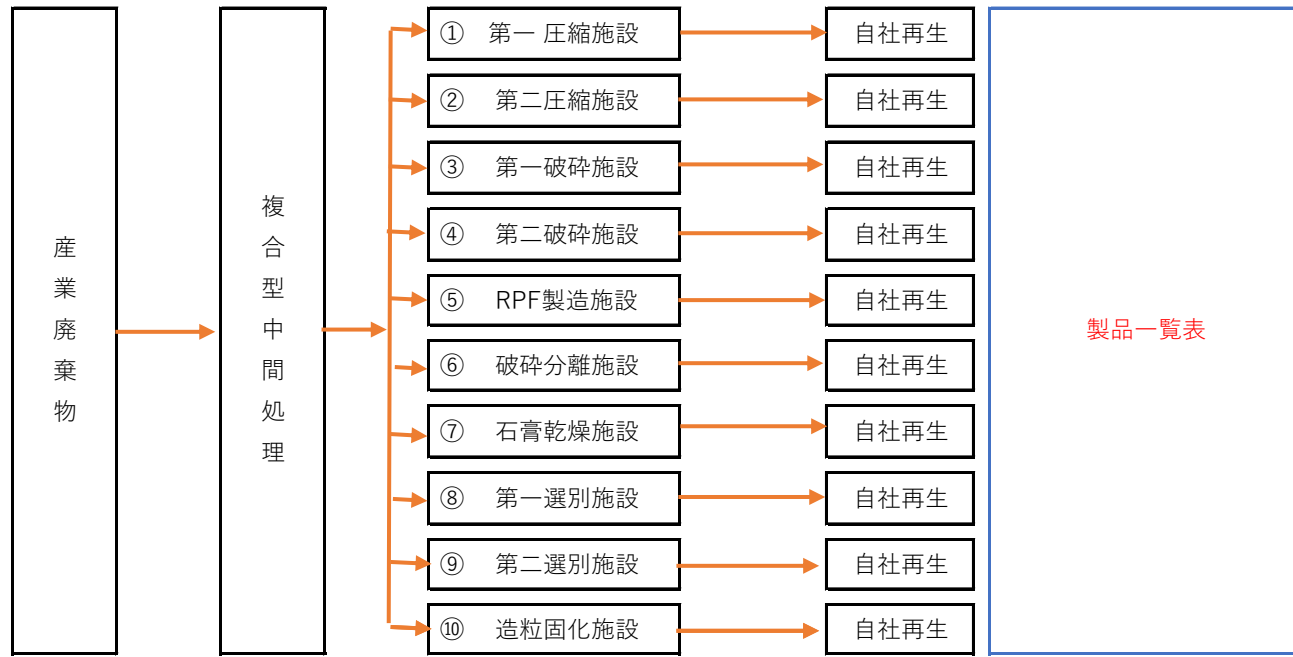 産業廃棄物
複合型中間処理
① 第一 圧縮施設
自社再生
② 第二圧縮施設
自社再生
③ 第一破砕施設
自社再生
④ 第二破砕施設
自社再生
⑤ RPF製造施設
自社再生
⑥ 破砕分離施設
自社再生
⑦ 石膏乾燥施設
自社再生
⑧ 第一選別施設
自社再生
⑨ 第二選別施設
自社再生
⑩ 造粒固化施設
自社再生
製品一覧表